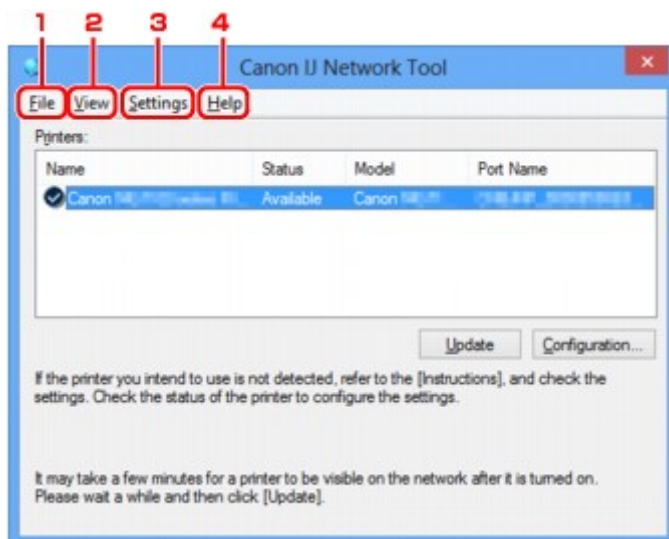 1 2 3 4
Canon IJ Network Tool
File View Settings Help
Printers:
Name Status Model Port Name
Canon Available Canon
Update Configuration...
If the printer you intend to use is not detected, refer to the [Instructions], and check the
settings. Check the status of the printer to configure the settings.
It may take a few minutes for a printer to be visible on the network after it is turned on.
Please wait a while and then click [Update].